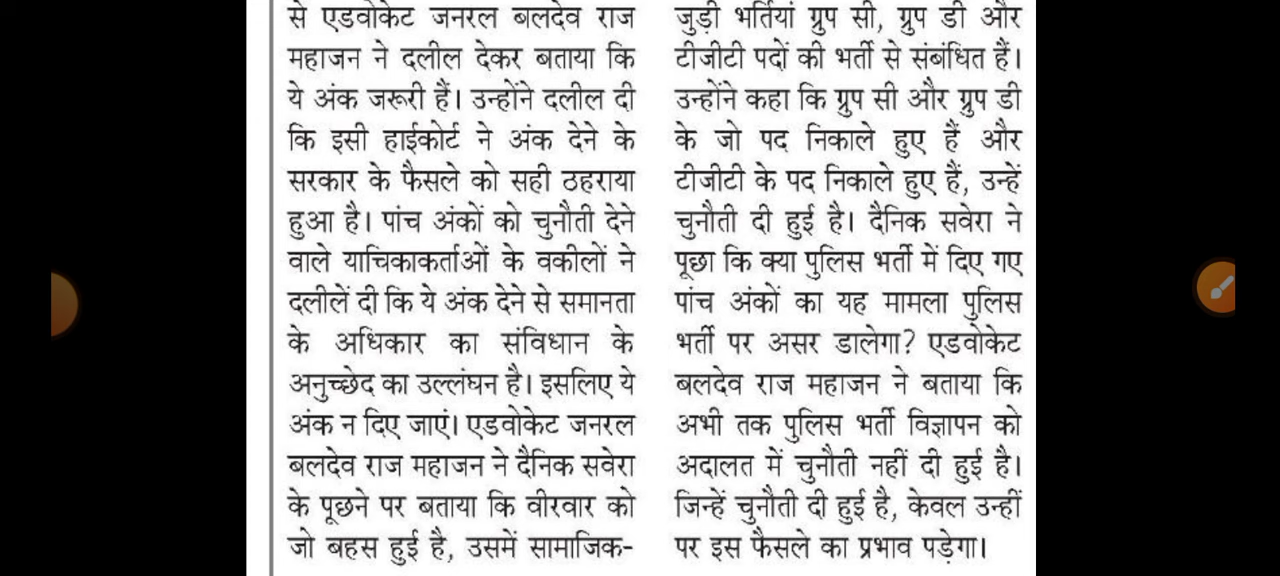 से एडवोकेट जनरल बलदेव राज
महाजन ने दलील देकर बताया कि
ये अंक जरूरी हैं। उन्होंने दलील दी
कि इसी हाईकोर्ट ने अंक देने के
सरकार के फैसले को सही ठहराया
हुआ है। पांच अंकों को चुनौती देने
वाले याचिकाकर्ताओं के वकीलों ने
दलीलें दी कि ये अंक देने से समानता
के अधिकार का संविधान के
अनुच्छेद का उल्लंघन है। इसलिए ये
अंक न दिए जाएं। एडवोकेट जनरल
बलदेव राज महाजन ने दैनिक सवेरा
के पूछने पर बताया कि वीरवार को
जो बहस हुई है, उसमें सामाजिक-
जुड़ी भर्तियां ग्रुप सी, ग्रुप डी और
टीजीटी पदों की भर्ती से संबंधित हैं।
उन्होंने कहा कि ग्रुप सी और ग्रुप डी
के जो पद निकाले हुए हैं और
टीजीटी के पद निकाले हुए हैं, उन्हें
चुनौती दी हुई है। दैनिक सवेरा ने
पूछा कि क्या पुलिस भर्ती में दिए गए
पांच अंकों का यह मामला पुलिस
भर्ती पर असर डालेगा? एडवोकेट
बलदेव राज महाजन ने बताया कि
अभी तक पुलिस भर्ती विज्ञापन को
अदालत में चुनौती नहीं दी हुई है।
जिन्हें चुनौती दी हुई है, केवल उन्हीं
पर इस फैसले का प्रभाव पड़ेगा।